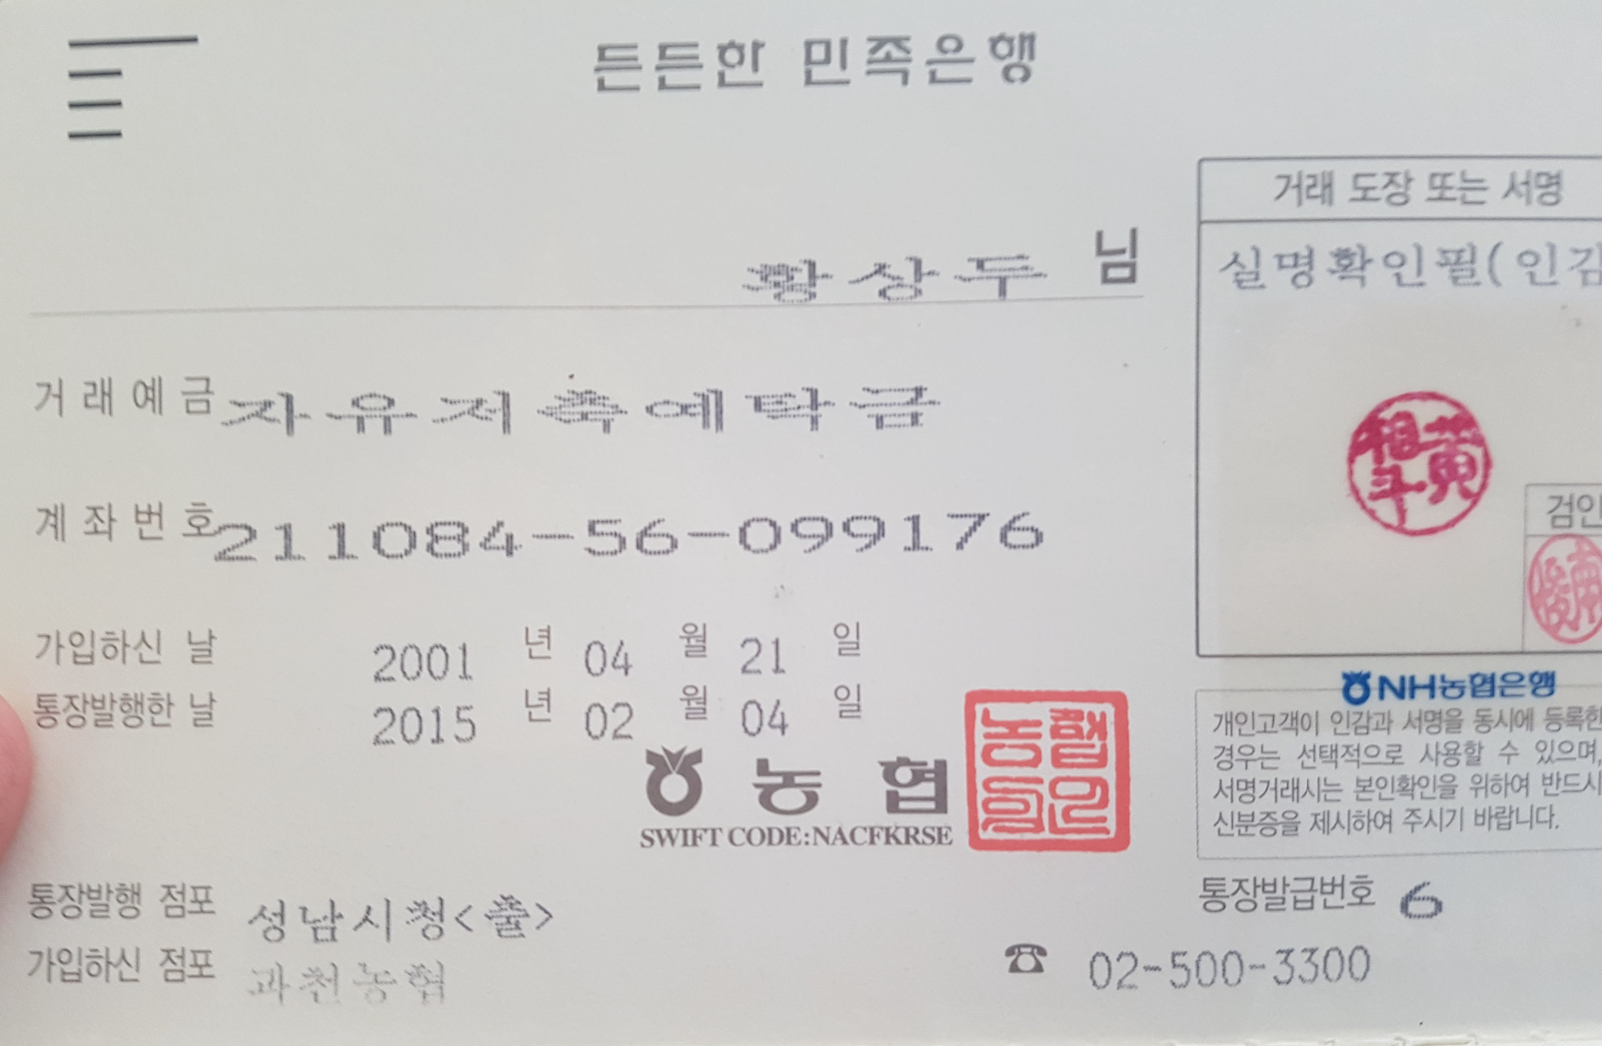 든든한 민족은행
황상두 님
거래 도장 또는 서명
실명확인필(인감
거래예금 자유저축예탁금
계좌번호 211084-56-099176
黃相斗
검인
가입하신 날 2001 년 04 월 21 일
통장발행한 날 2015 년 02 월 04 일
NH농협은행
개인고객이 인감과 서명을 동시에 등록한
경우는 선택적으로 사용할 수 있으며,
서명거래시는 본인확인을 위하여 반드시
신분증을 제시하여 주시기 바랍니다.
농협
SWIFT CODE:NACFKRSE
통장발행 점포 성남시청<출>
통장발급번호 6
가입하신 점포 과천농협
☎ 02-500-3300